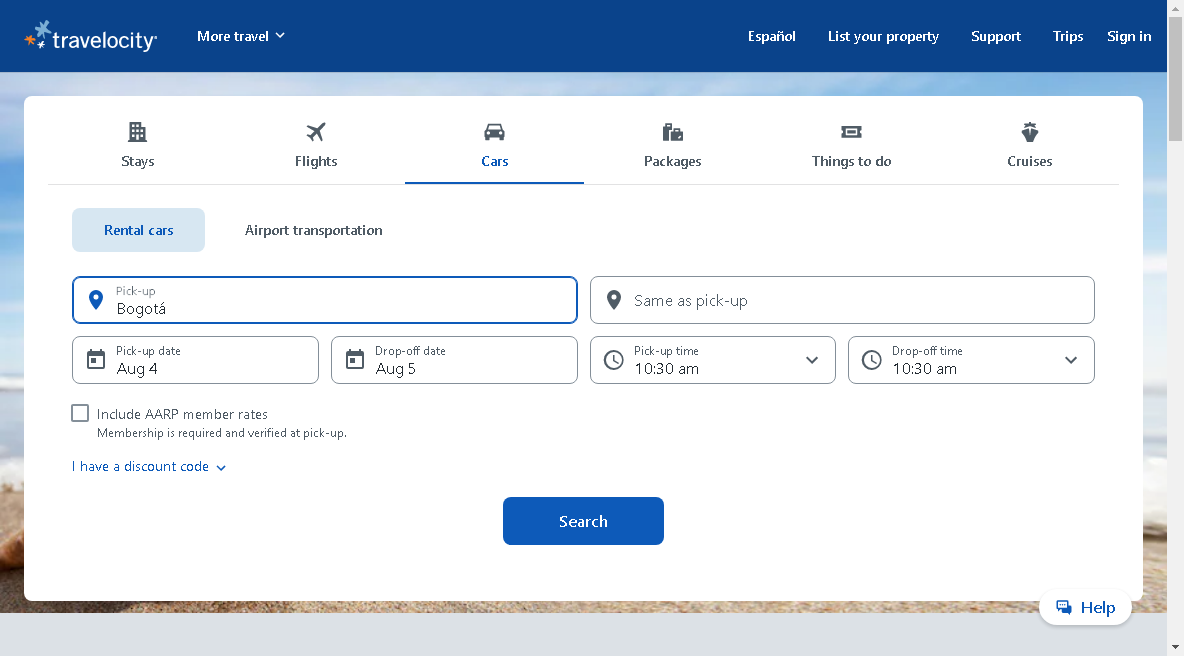 travelocity
More travel
Español
List your property
Support
Trips
Sign in
Stays
Flights
Cars
Packages
Things to do
Cruises
Rental cars
Airport transportation
Pick-up
Bogotá
Same as pick-up
Pick-up date
Aug 4
Drop-off date
Aug 5
Pick-up time
10:30 am
Drop-off time
10:30 am
Include AARP member rates
Membership is required and verified at pick-up.
I have a discount code
Search
Help